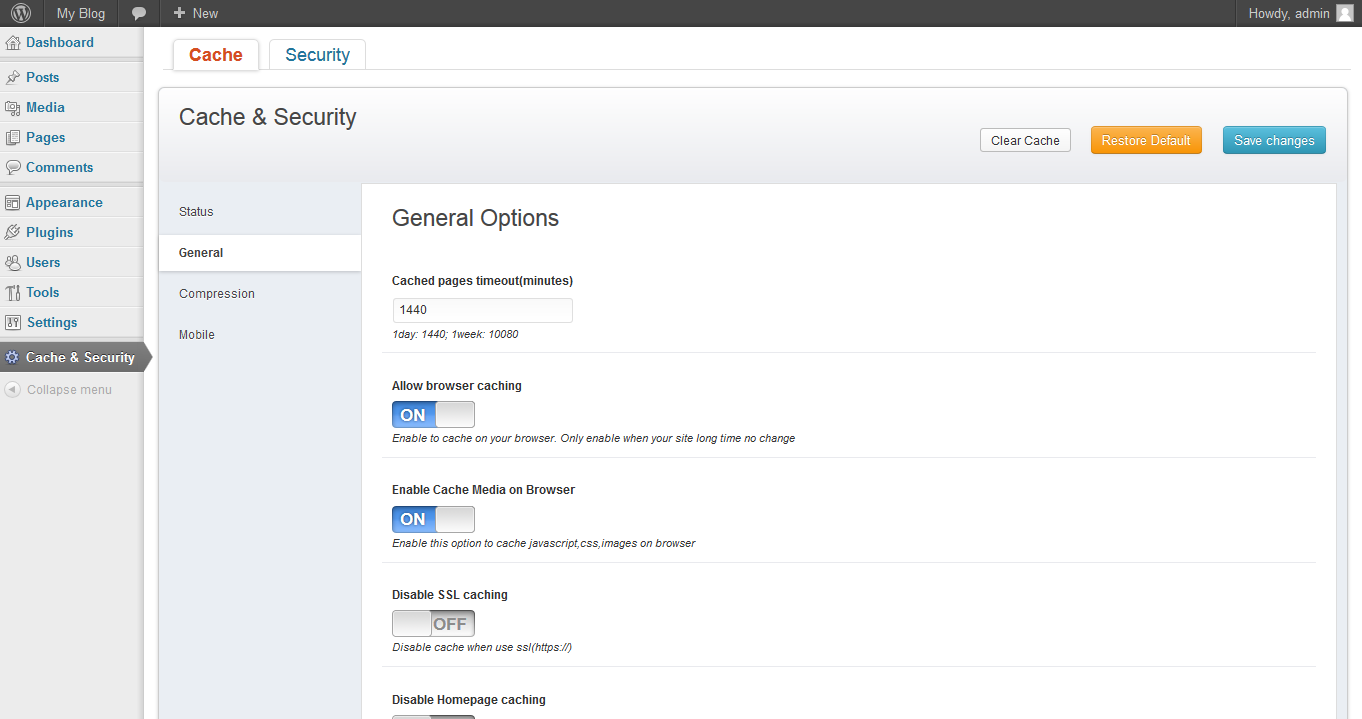 My Blog
New
Howdy, admin
Dashboard
Posts
Media
Pages
Comments
Appearance
Plugins
Users
Tools
Settings
Cache & Security
Collapse menu
Cache
Security
Cache & Security
Clear Cache
Restore Default
Save changes
Status
General
Compression
Mobile
General Options
Cached pages timeout(minutes)
1440
1day: 1440; 1week: 10080
Allow browser caching
ON
Enable to cache on your browser. Only enable when your site long time no change
Enable Cache Media on Browser
ON
Enable this option to cache javascript,css,images on browser
Disable SSL caching
OFF
Disable cache when use ssl(https://)
Disable Homepage caching